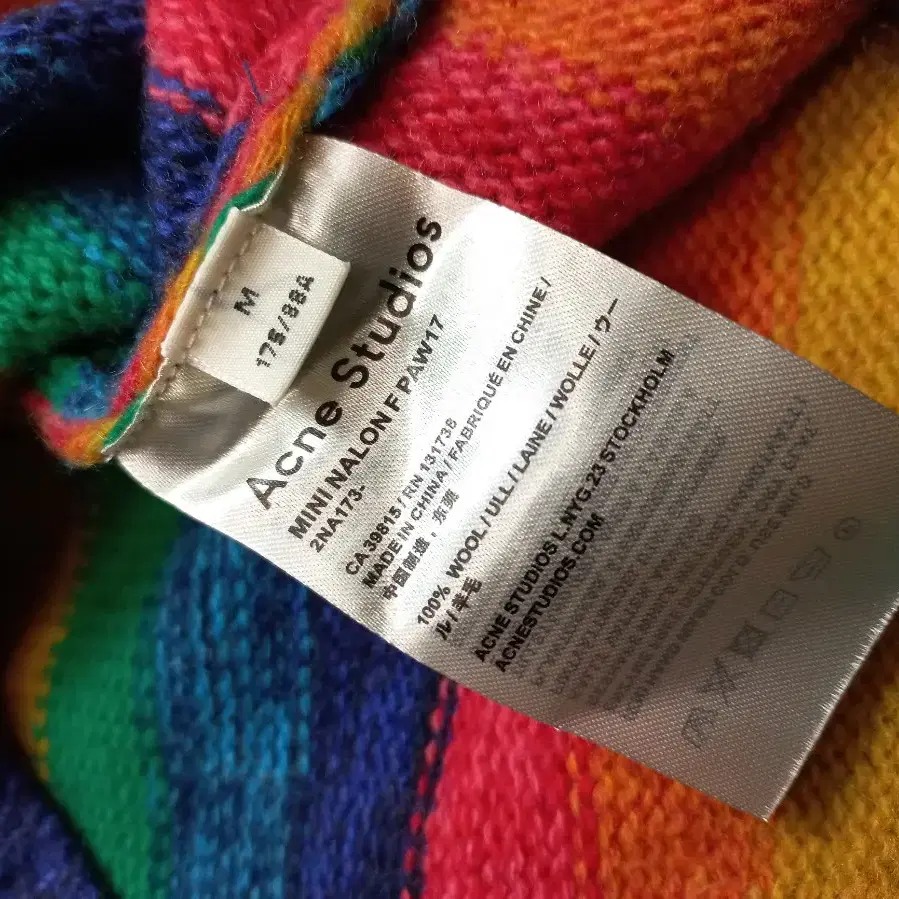 M
175/88A
Acne Studios
MINI NALON F PAW17
2NA173-
CA 39815 / RN 131736
MADE IN CHINA / FABRIQUÉ EN CHINE /
中国制造，东莞
100% WOOL / ULL / LAINE / WOLLE / ウー
ル / 羊毛
ACNE STUDIOS L.NYG.23 STOCKHOLM
ACNESTUDIOS.COM